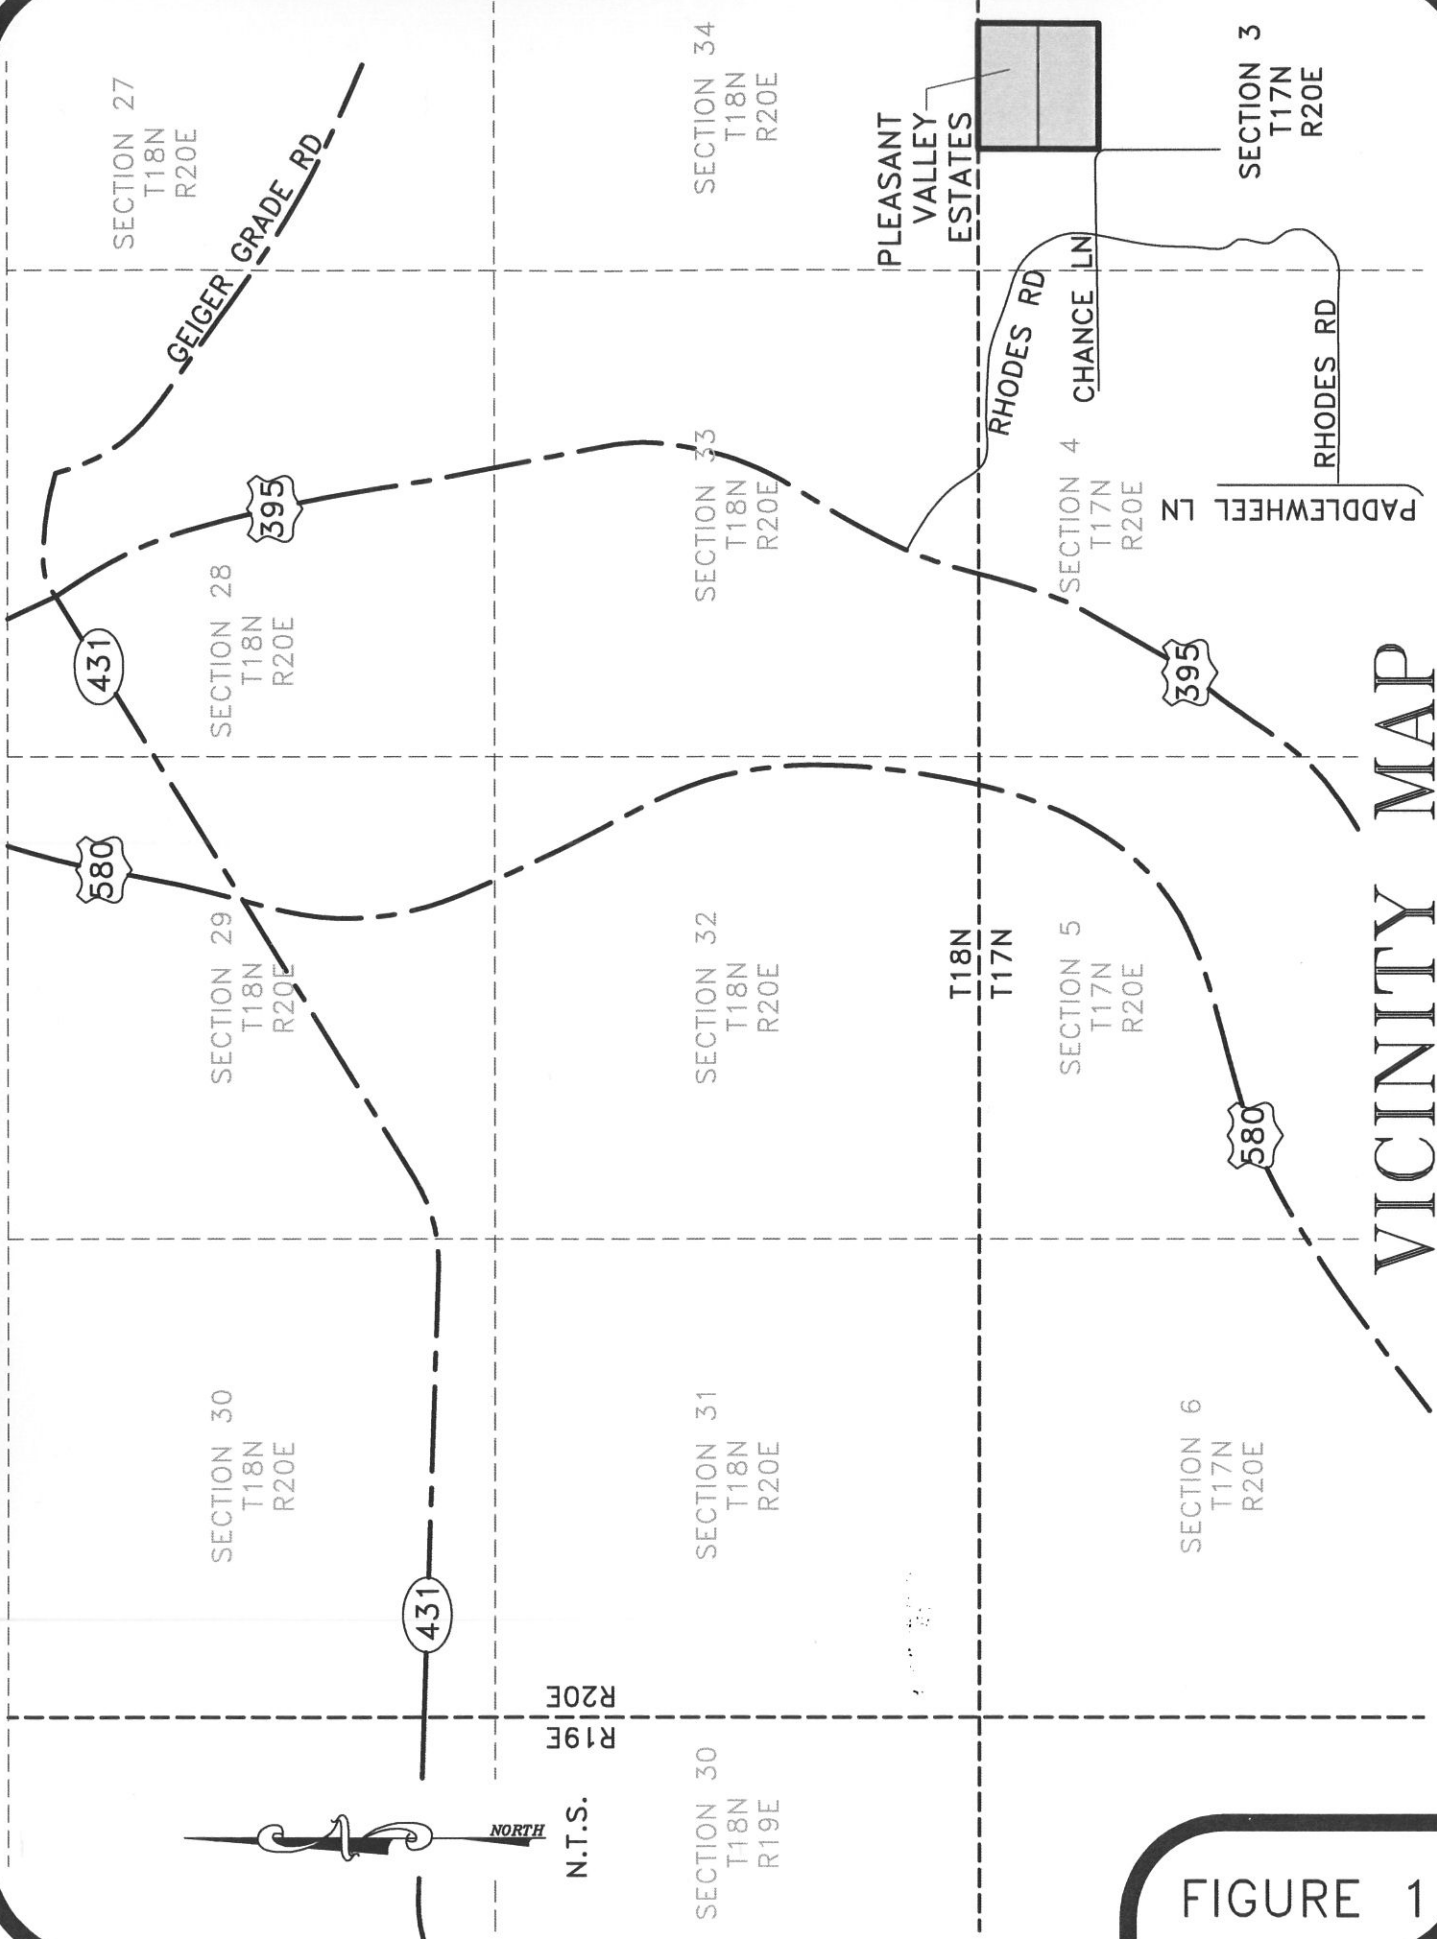 SECTION 27
T18N
R20E
GEIGER GRADE RD
SECTION 34
T18N
R20E
PLEASANT
VALLEY
ESTATES
SECTION 3
T17N
R20E
395
SECTION 28
T18N
R20E
431
SECTION 33
T18N
R20E
RHODES RD
CHANCE LN
SECTION 4
T17N
R20E
RHODES RD
PADDLEWHEEL LN
395
580
SECTION 29
T18N
R20E
SECTION 32
T18N
R20E
T18N
T17N
SECTION 5
T17N
R20E
580
SECTION 30
T18N
R20E
431
SECTION 31
T18N
R20E
SECTION 6
T17N
R20E
R20E
R19E
NORTH
N.T.S.
SECTION 30
T18N
R19E
VICINITY MAP
FIGURE 1